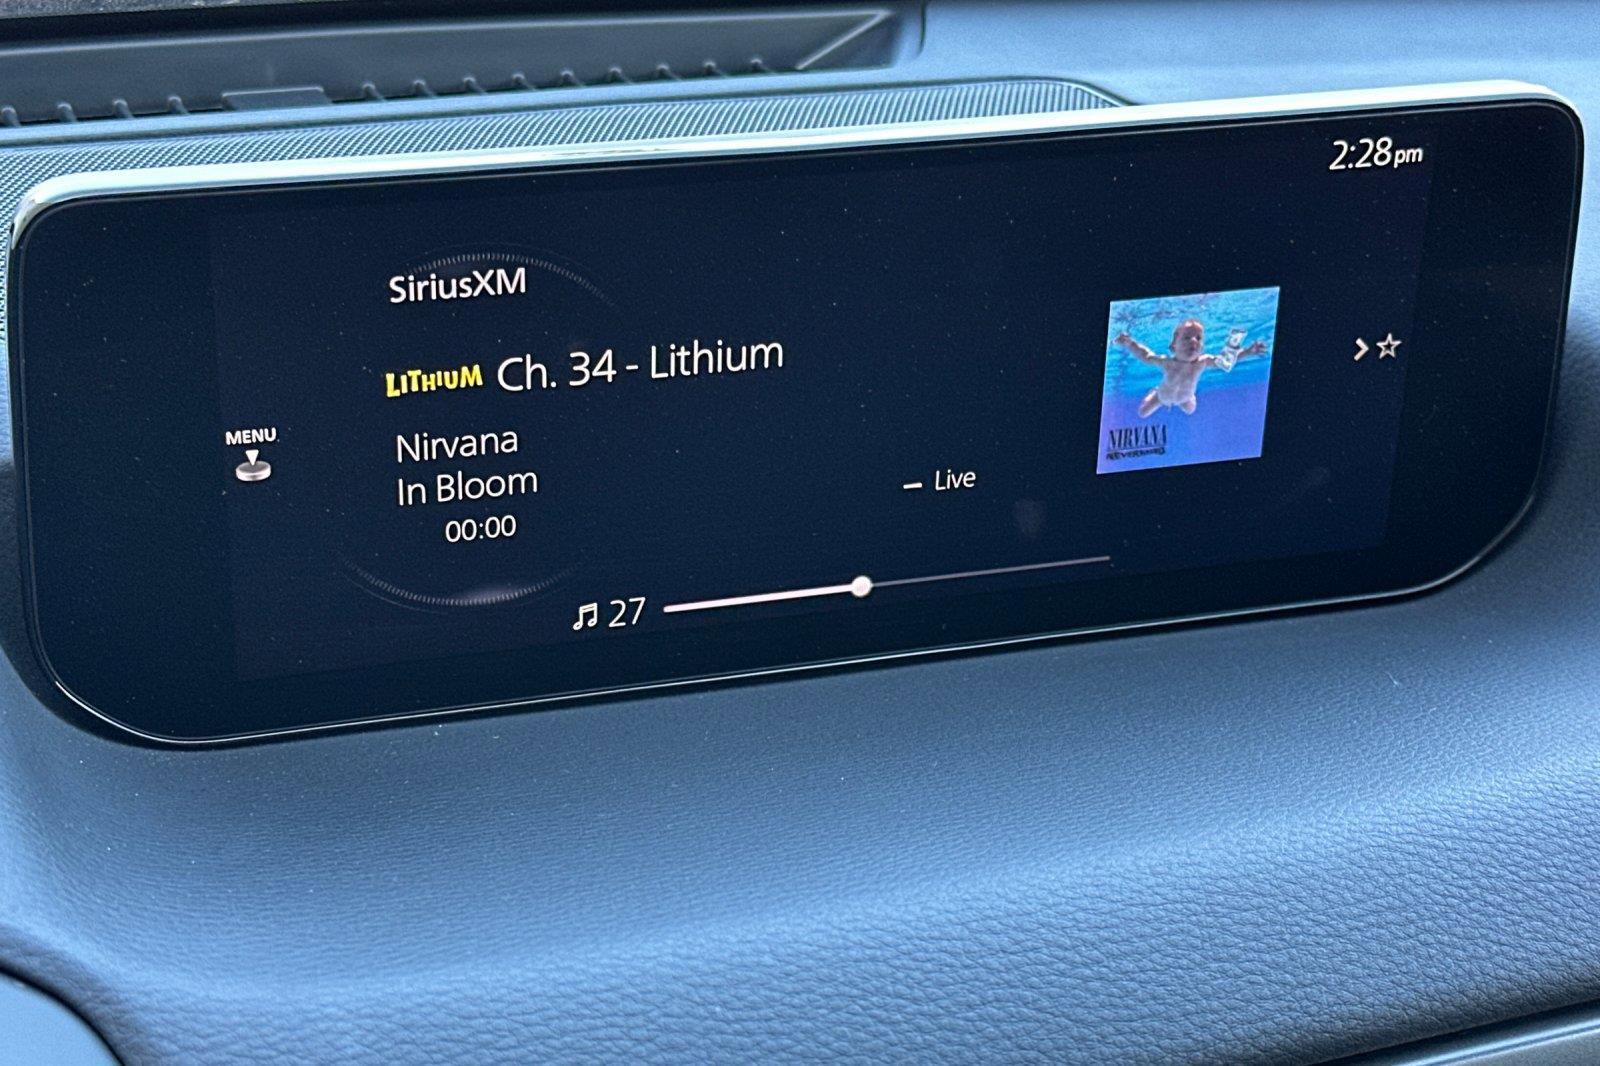 2:28pm
SiriusXM
LiTHiUM Ch. 34 - Lithium
MENU
Nirvana
In Bloom
00:00
– Live
NIRVANA
NEVERMIND
27